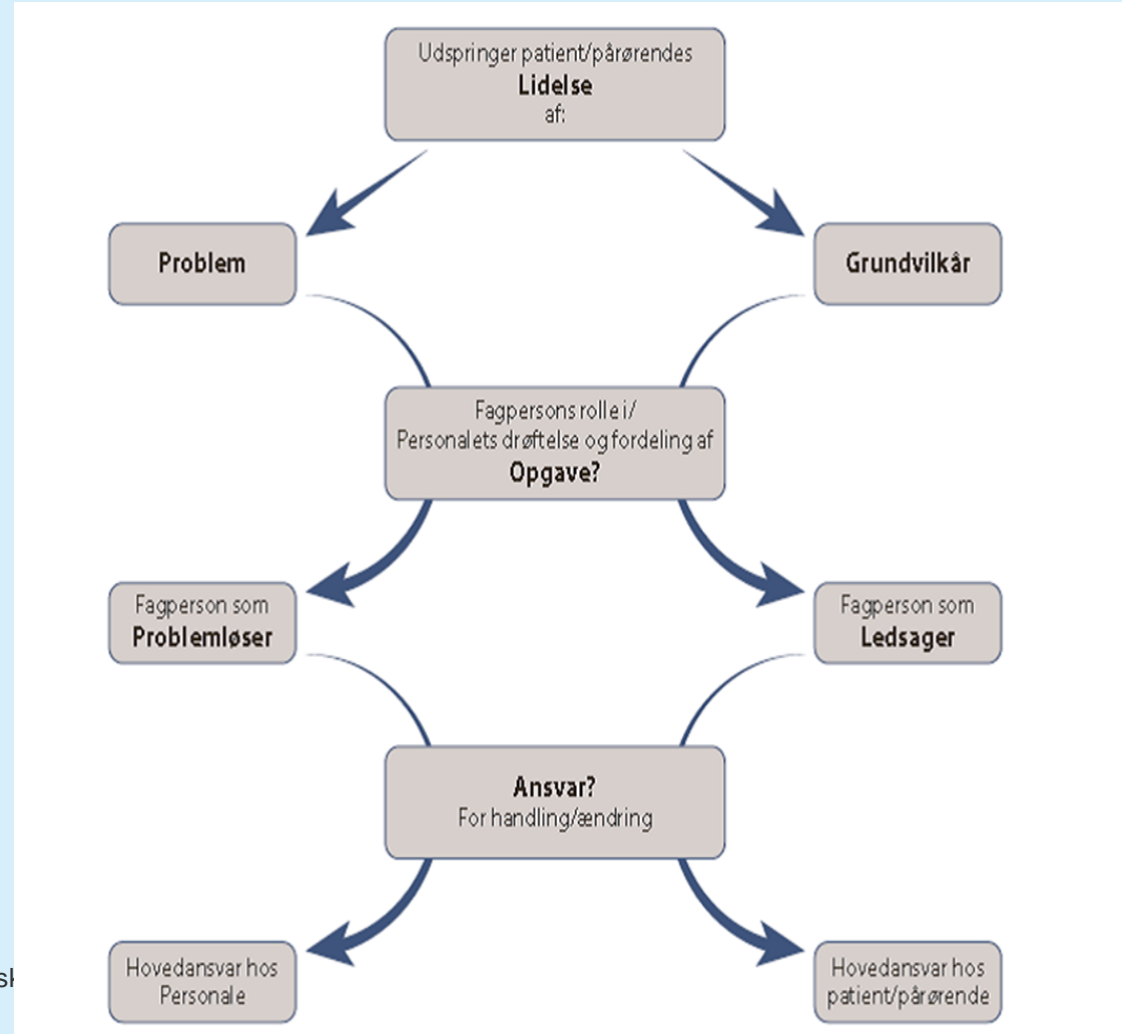 Udspringer patient/pårørendes
Lidelse
af:
Problem
Grundvilkår
Fagpersons rolle i/
Personalets drøftelse og fordeling af
Opgave?
Fagperson som
Problemløser
Fagperson som
Ledsager
Ansvar?
For handling/ændring
Hovedansvar hos
Personale
Hovedansvar hos
patient/pårørende